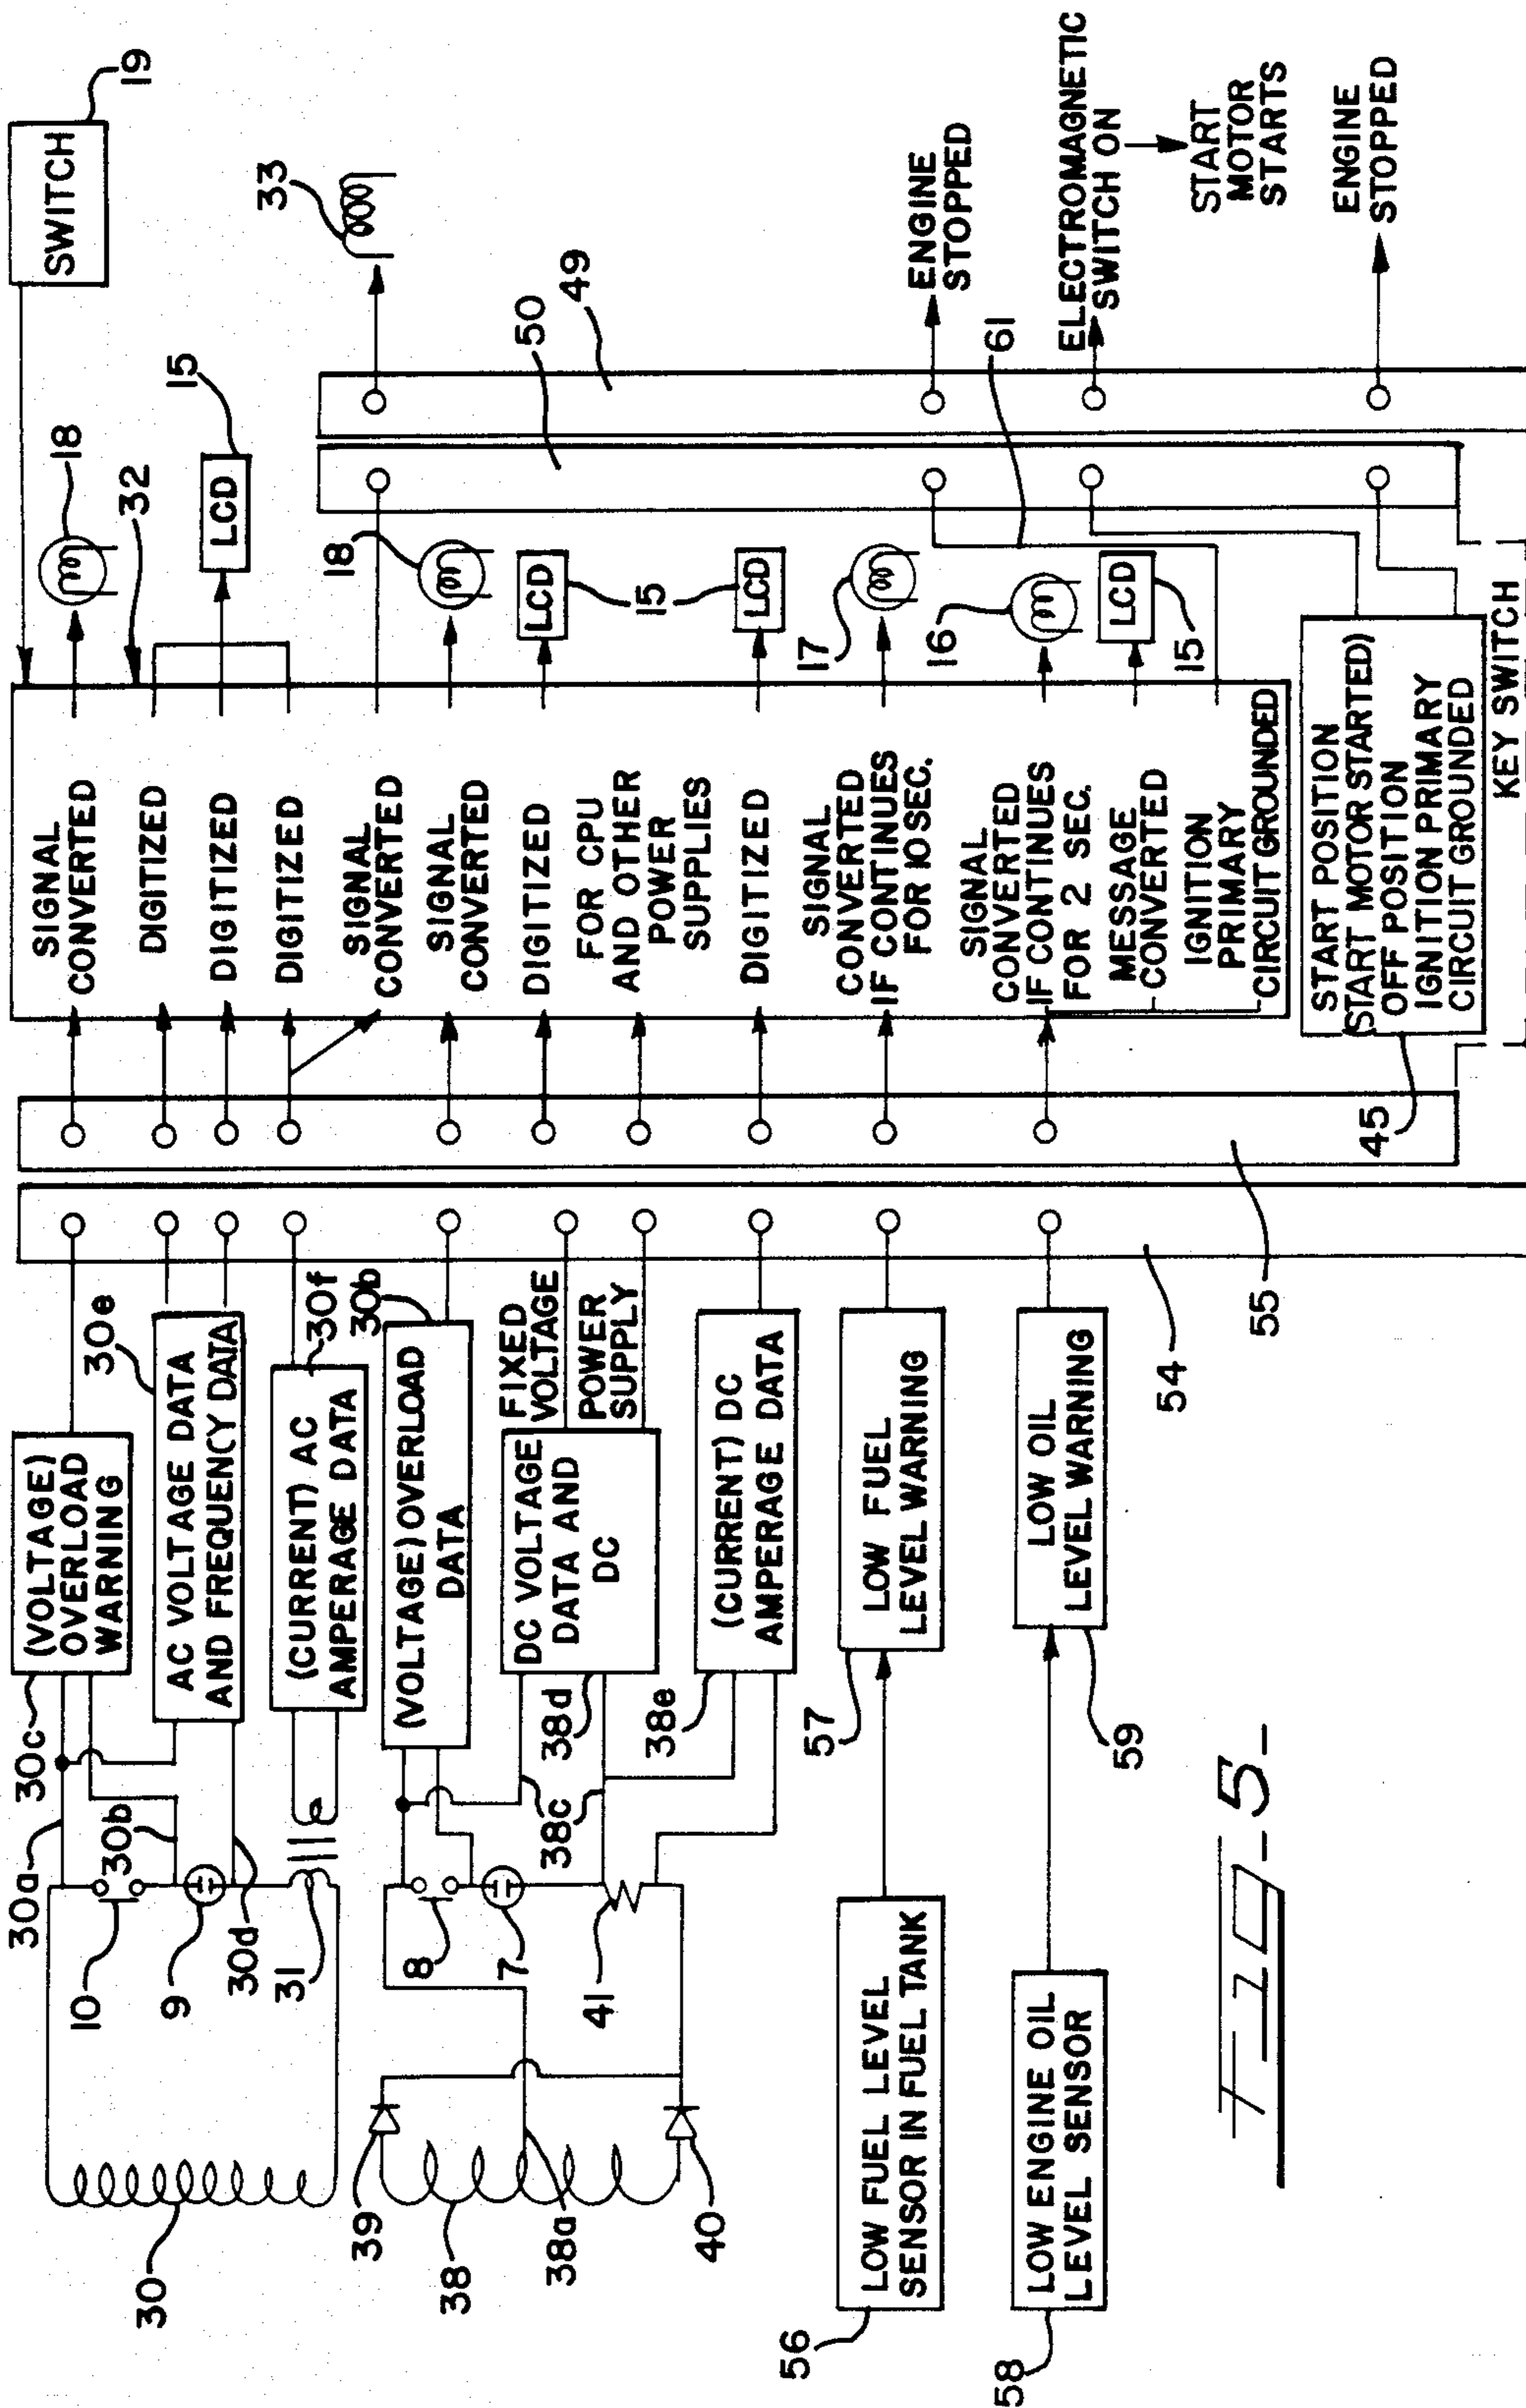 SWITCH
19
33
18
32
15
LCD
SIGNAL
CONVERTED
DIGITIZED
DIGITIZED
DIGITIZED
SIGNAL
CONVERTED
SIGNAL
CONVERTED
DIGITIZED
FOR CPU
AND OTHER
POWER
SUPPLIES
DIGITIZED
SIGNAL
CONVERTED
IF CONTINUES
FOR 10 SEC.
SIGNAL
CONVERTED
IF CONTINUES
FOR 2 SEC.
MESSAGE
CONVERTED
IGNITION
PRIMARY
CIRCUIT GROUNDED
18
LCD
15
LCD
17
16
LCD
15
50
49
61
ENGINE
STOPPED
ELECTROMAGNETIC
SWITCH ON
START
MOTOR
STARTS
ENGINE
STOPPED
START POSITION
(START MOTOR STARTED)
OFF POSITION
IGNITION PRIMARY
CIRCUIT GROUNDED
KEY SWITCH
45
55
54
30c
(VOLTAGE)
OVERLOAD
WARNING
30e
AC VOLTAGE DATA
AND FREQUENCY DATA
(CURRENT) AC
AMPERAGE DATA
30f
30b
(VOLTAGE) OVERLOAD
DATA
FIXED
VOLTAGE
POWER
SUPPLY
DC VOLTAGE
DATA AND
DC
(CURRENT) DC
AMPERAGE DATA
LOW FUEL
LEVEL WARNING
LOW OIL
LEVEL WARNING
30a
30b
10
9
30d
31
30
38d
38c
38e
8
7
41
39
38
38a
40
57
59
LOW FUEL LEVEL
SENSOR IN FUEL TANK
56
LOW ENGINE OIL
LEVEL SENSOR
58
FIG-5-